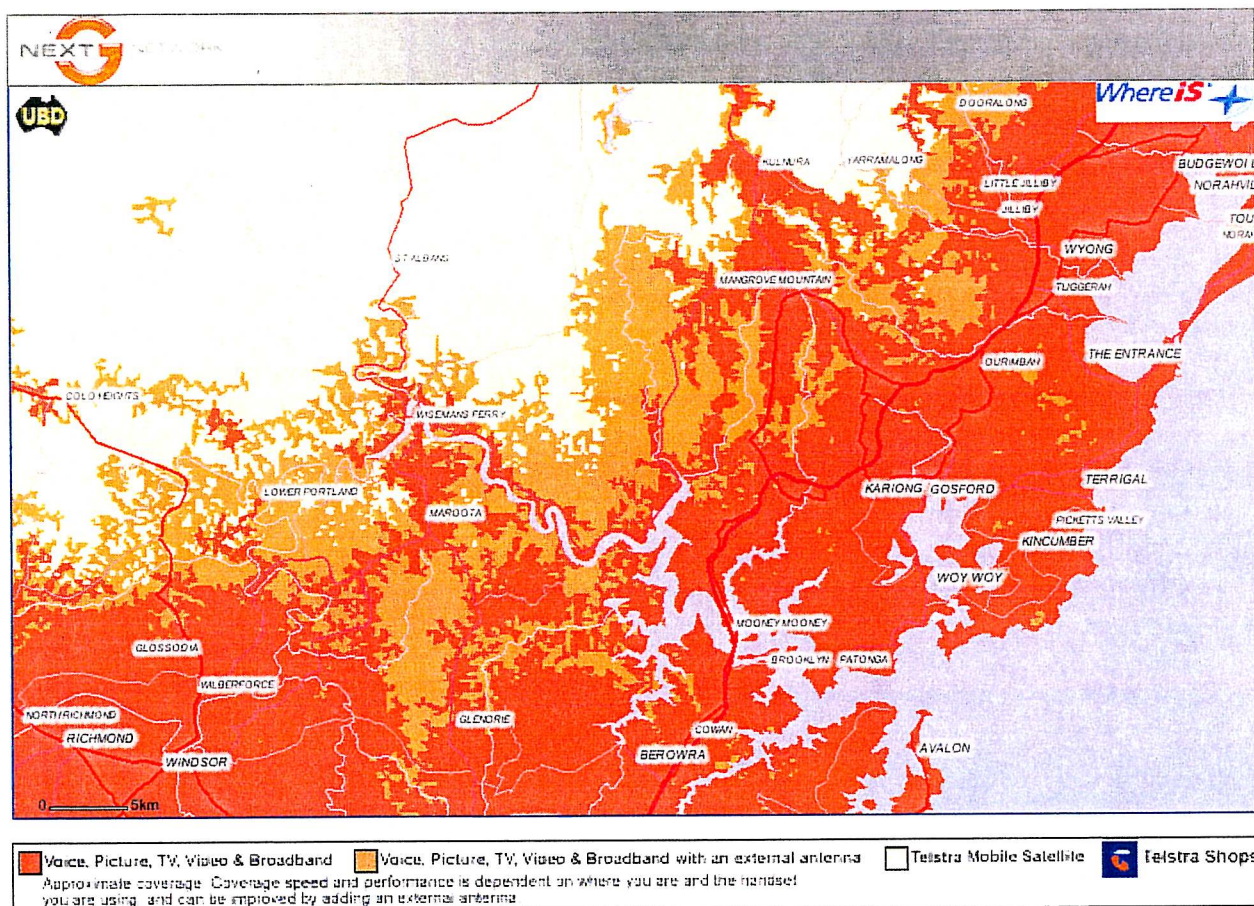 NEXT G NETWORK
UBD
Whereis
DOORALONG
KULNURA
YARRAMALONG
BUDGEWOI
LITTLE JILLIBY
NORAHVIL
JILLIBY
TOU
NORAH
WYONG
ST ALBANS
MANGROVE MOUNTAIN
TUGGERAH
THE ENTRANCE
OURIMBAH
COLO HEIGHTS
WISEMANS FERRY
TERRIGAL
KARIONG
GOSFORD
LOWER PORTLAND
MAROOTA
PICKETTS VALLEY
KINCUMBER
WOY WOY
MOONEY MOONEY
GLOSSODIA
BROOKLYN
PATONGA
WILBERFORCE
NORTH RICHMOND
GLENORIE
COWAN
RICHMOND
BEROWRA
AVALON
WINDSOR
0 5km
Voice, Picture, TV, Video & Broadband
Voice, Picture, TV, Video & Broadband with an external antenna
Telstra Mobile Satellite
Telstra Shops
Approximate coverage. Coverage speed and performance is dependent on where you are and the handset
you are using, and can be improved by adding an external antenna